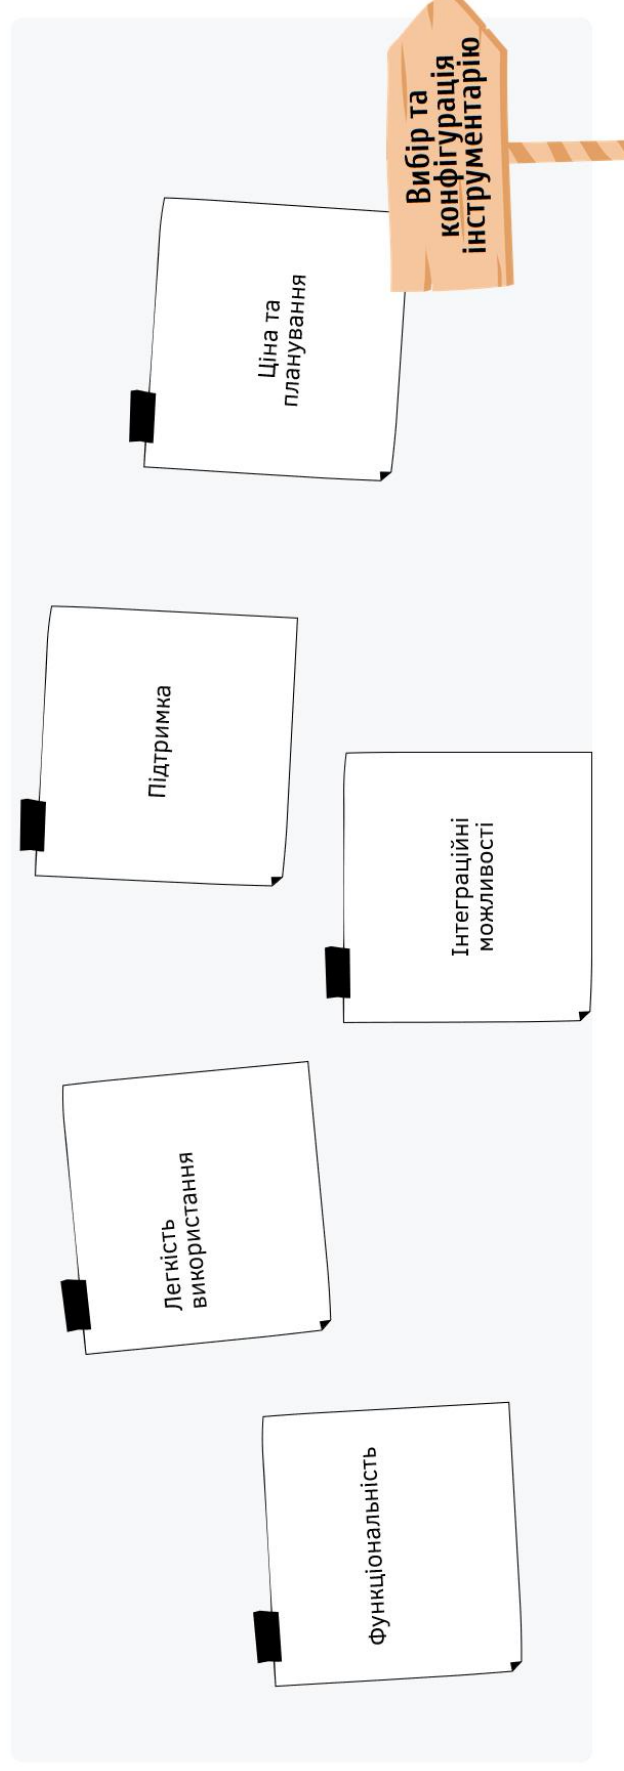 Функціональність
Легкість
використання
Інтеграційні
можливості
Підтримка
Ціна та
планування
Вибір та
конфігурація
інструментарію